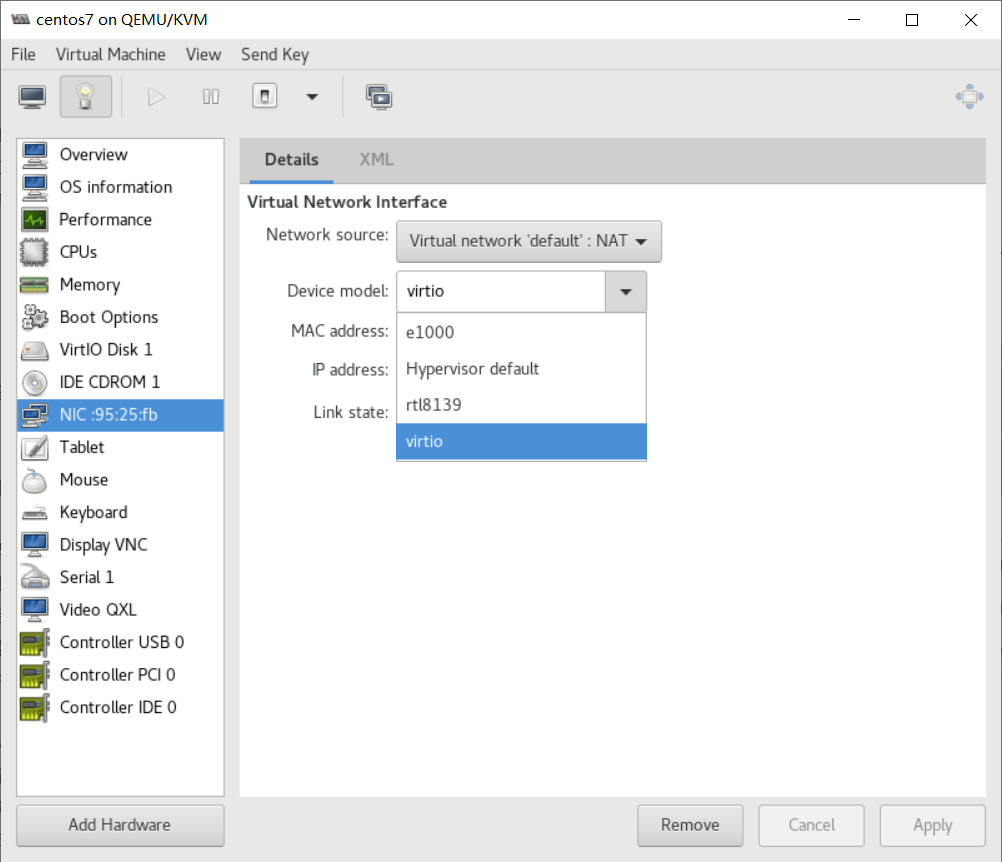 centos7 on QEMU/KVM
File Virtual Machine View Send Key
Overview
OS information
Performance
CPUs
Memory
Boot Options
VirtIO Disk 1
IDE CDROM 1
NIC :95:25:fb
Tablet
Mouse
Keyboard
Display VNC
Serial 1
Video QXL
Controller USB 0
Controller PCI 0
Controller IDE 0
Add Hardware
Details XML
Virtual Network Interface
Network source: Virtual network 'default' : NAT
Device model: virtio
MAC address: e1000
IP address: Hypervisor default
Link state: rtl8139
virtio
Remove Cancel Apply